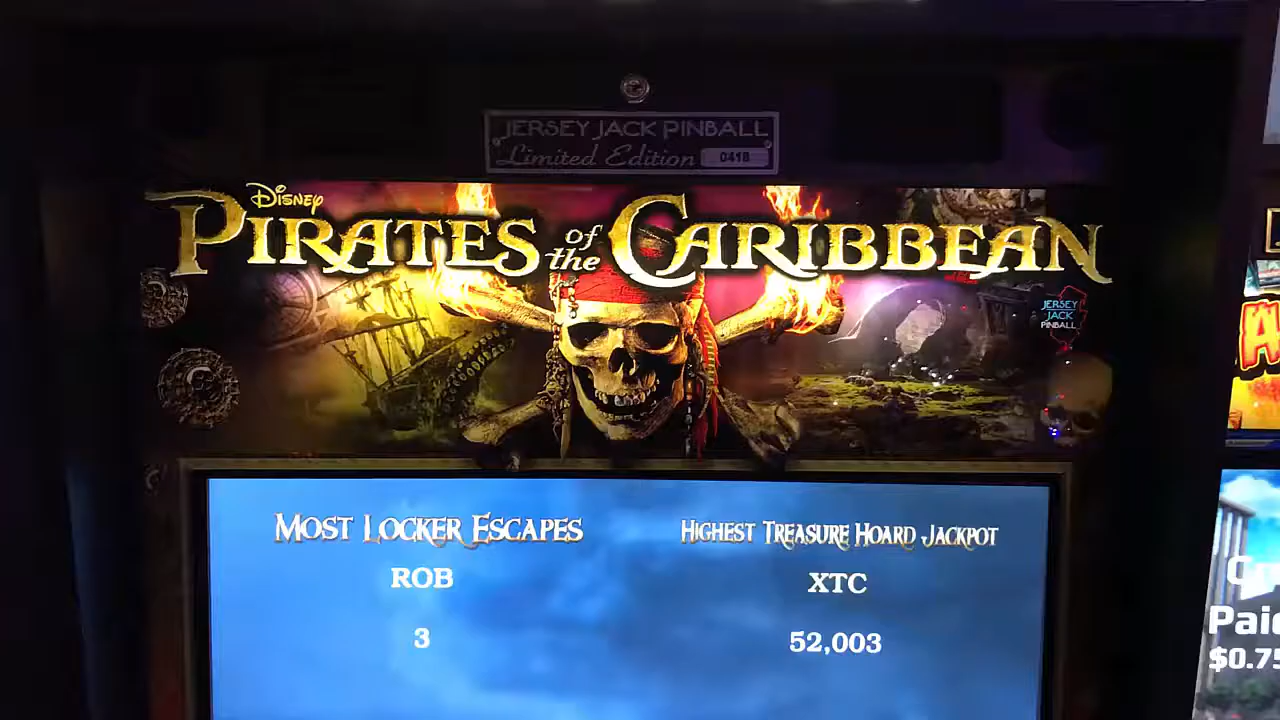 JERSEY JACK PINBALL
Limited Edition 0418
DISNEY
PIRATES of the CARIBBEAN
JERSEY
JACK
PINBALL
MOST LOCKER ESCAPES
HIGHEST TREASURE HOARD JACKPOT
ROB
XTC
3
52,003
$0.75